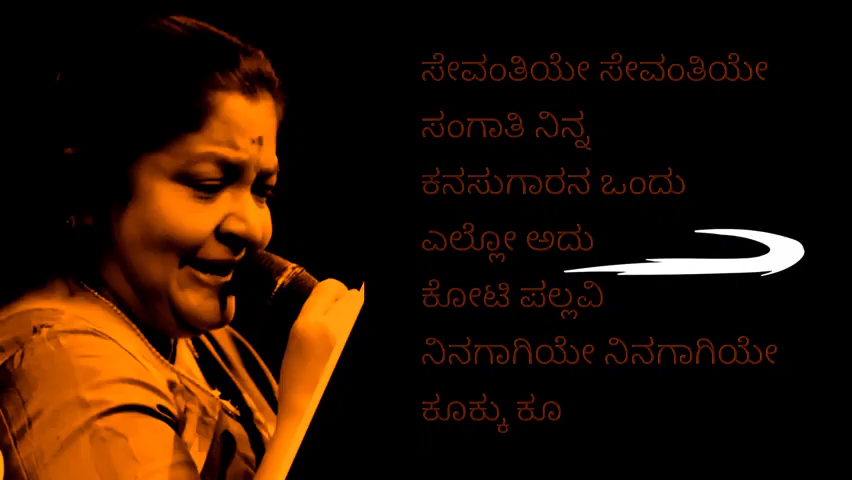 ಸೇವಂತಿಯೇ ಸೇವಂತಿಯೇ
ಸಂಗಾತಿ ನಿನ್ನ
ಕನಸುಗಾರನ ಒಂದು
ಎಲ್ಲೋ ಅದು
ಕೋಟಿ ಪಲ್ಲವಿ
ನಿನಗಾಗಿಯೇ ನಿನಗಾಗಿಯೇ
ಕೂಕ್ಕು ಕೂ